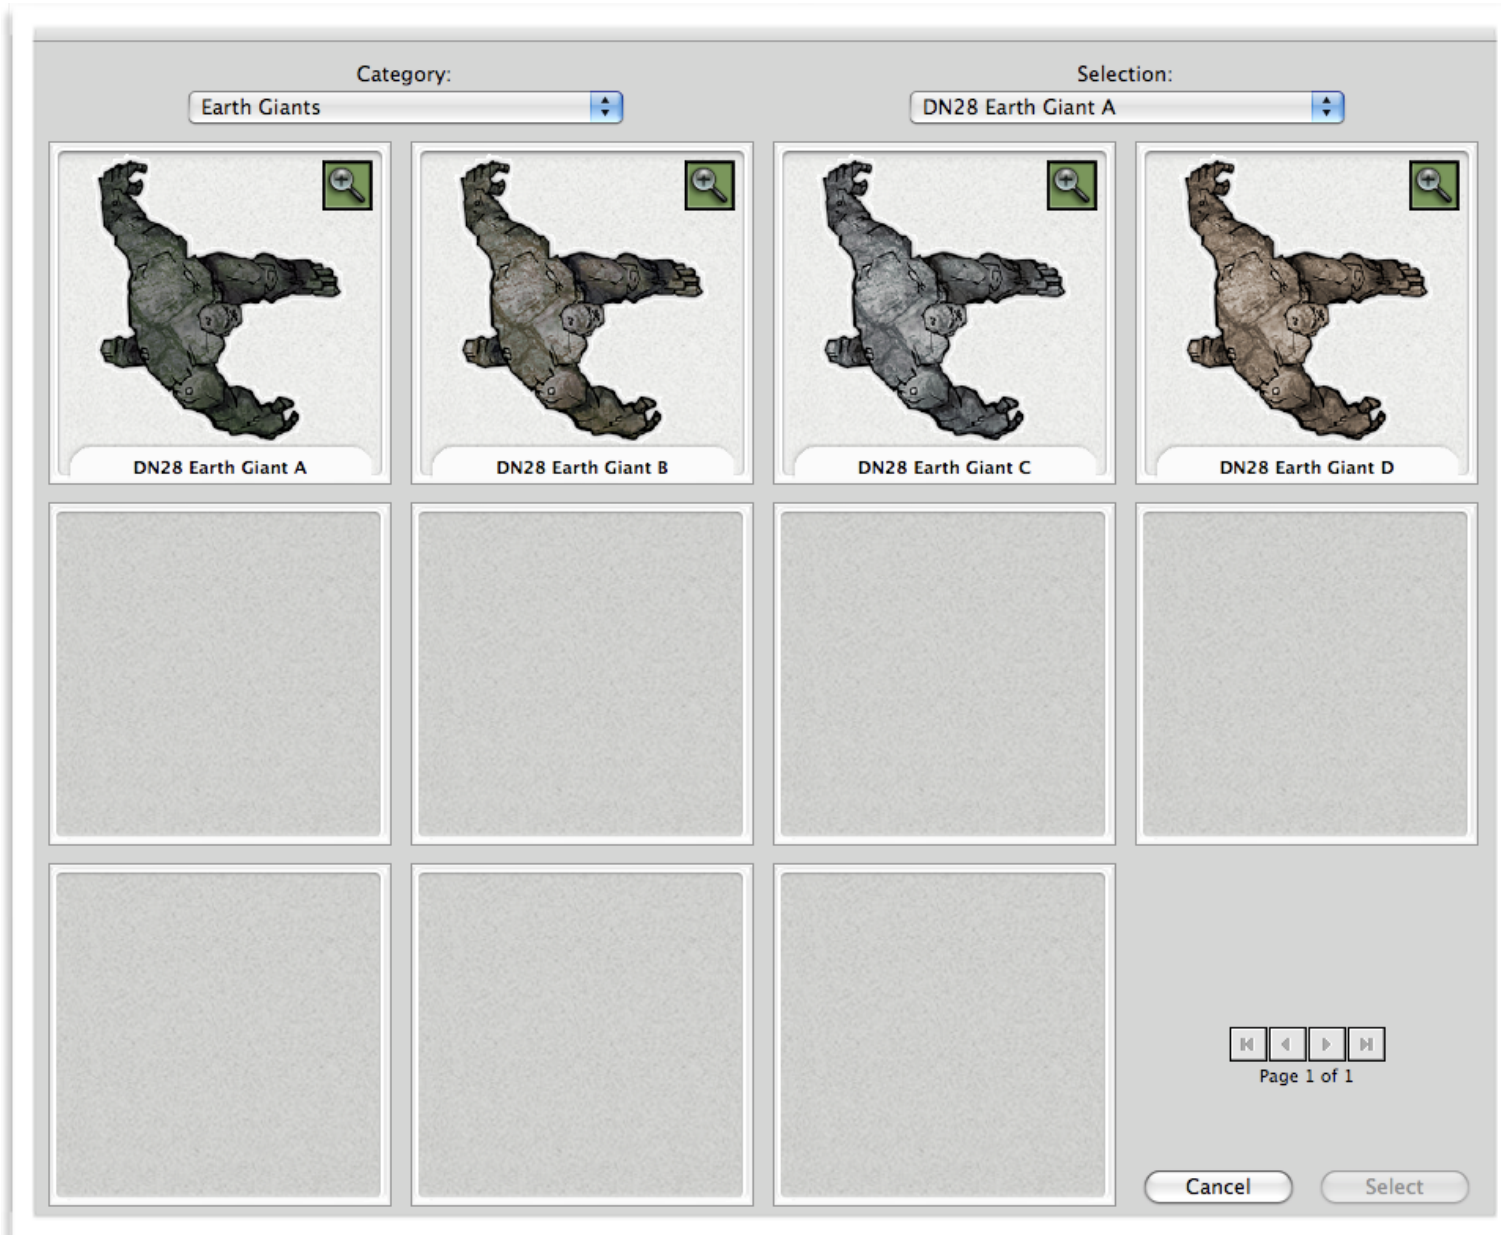 Category:
Selection:
Earth Giants
DN28 Earth Giant A
DN28 Earth Giant A
DN28 Earth Giant B
DN28 Earth Giant C
DN28 Earth Giant D
Page 1 of 1
Cancel
Select